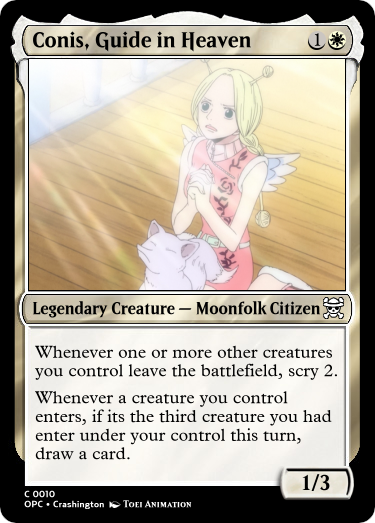 Conis, Guide in Heaven 1
Legendary Creature — Moonfolk Citizen
Whenever one or more other creatures
you control leave the battlefield, scry 2.
Whenever a creature you control
enters, if its the third creature you had
enter under your control this turn,
draw a card.
1/3
C 0010
OPC • Crashington Toei Animation